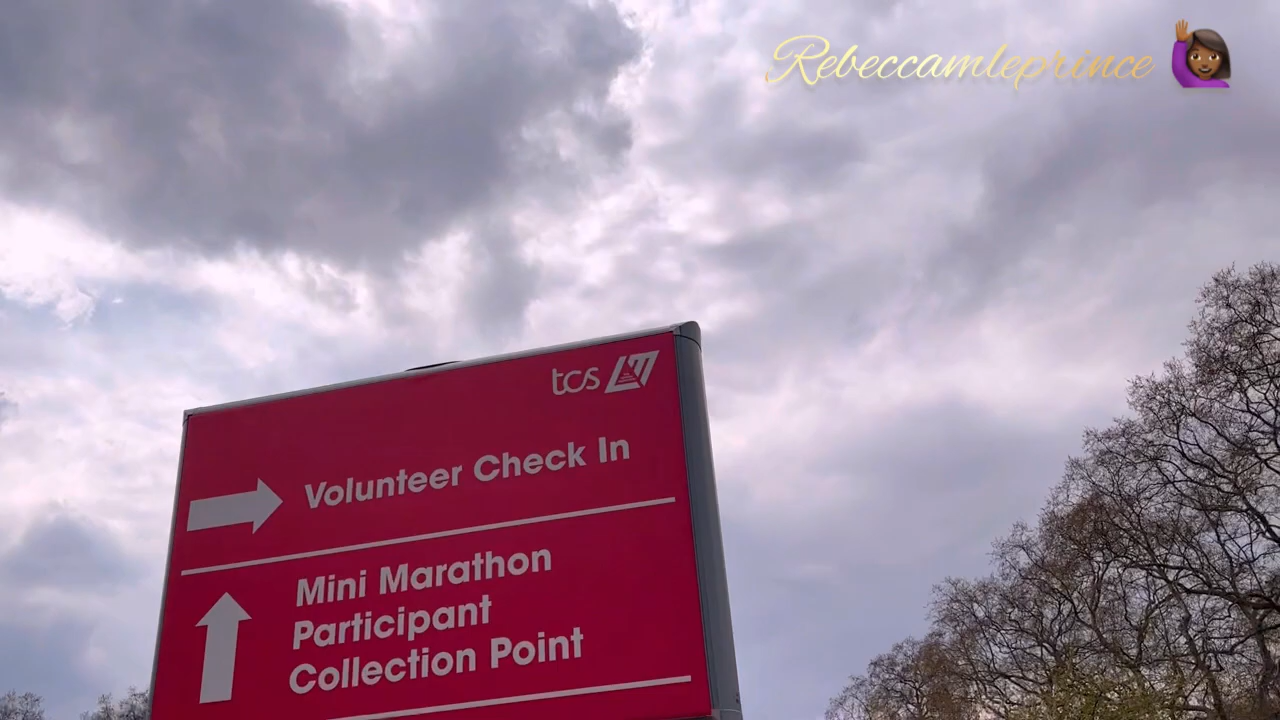 Rebeccamleprince
tcs
Volunteer Check In
Mini Marathon
Participant
Collection Point